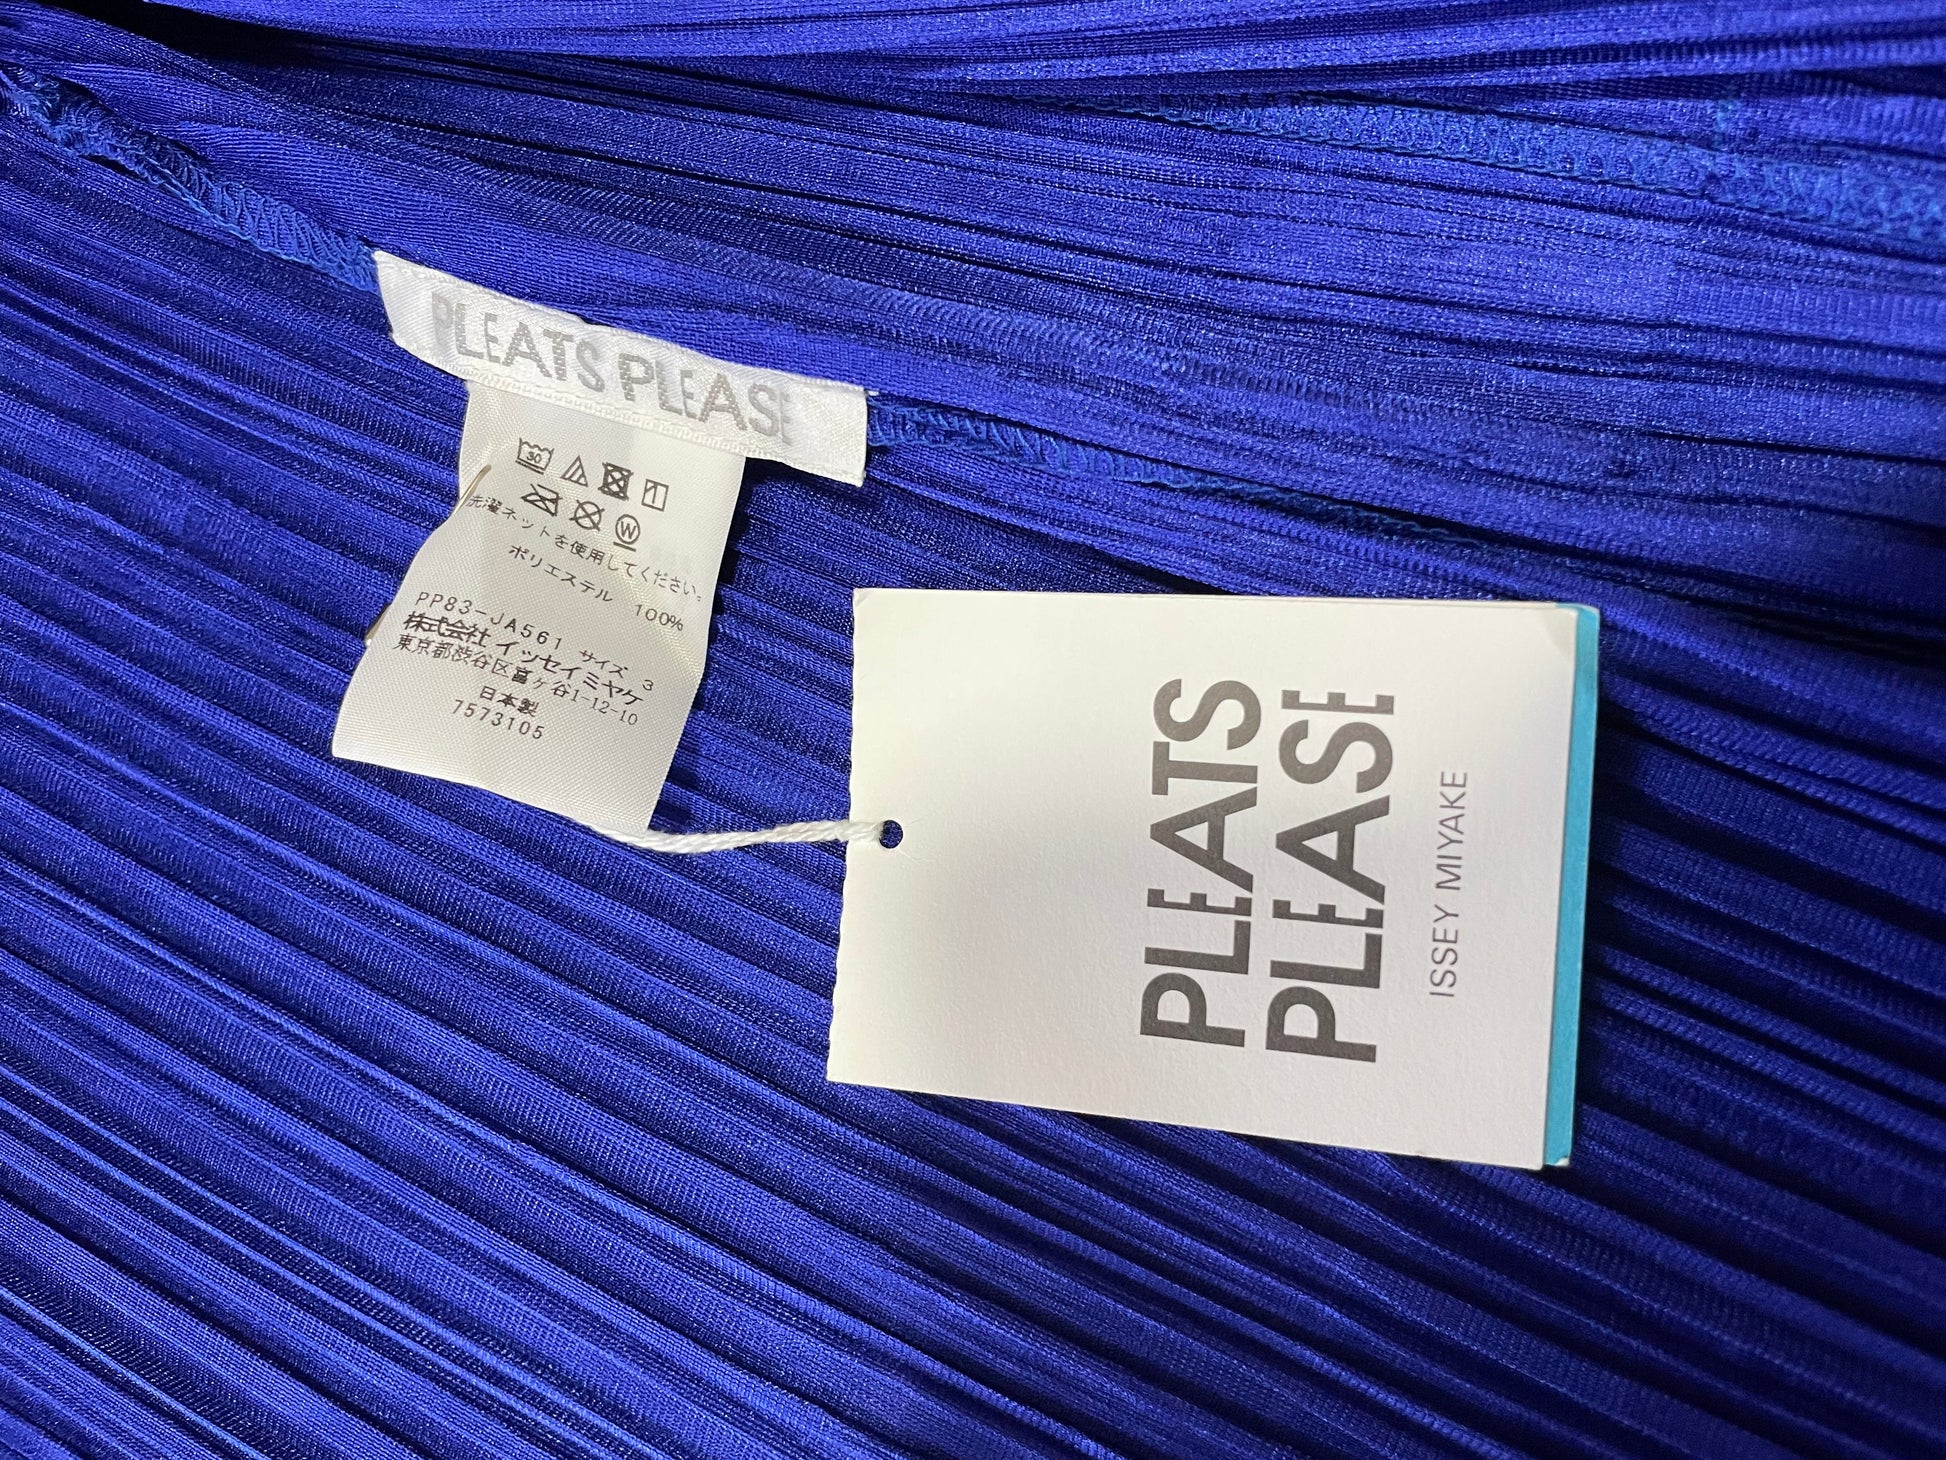 PLEATS PLEASE
30
W
洗濯ネットを使用してください。
ポリエステル 100%
PP83-JA561 サイズ 3
株式会社 イッセイミヤケ
東京都渋谷区富ヶ谷1-12-10
日本製
7573105
PLEATS
PLEASE
ISSEY MIYAKE